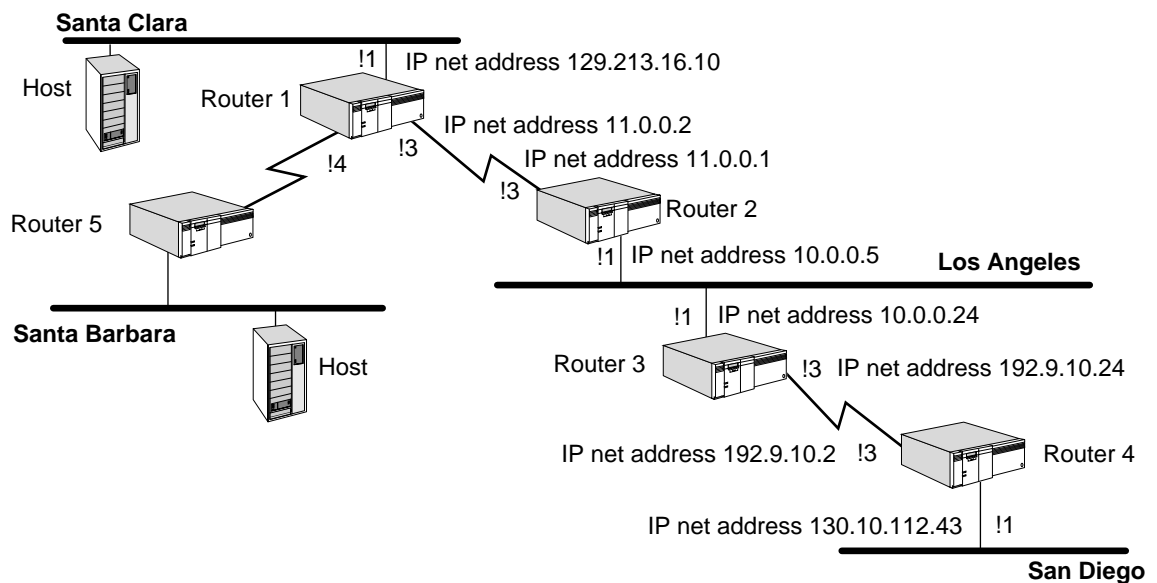 Santa Clara
!1 IP net address 129.213.16.10
Host
Router 1
IP net address 11.0.0.2
!3
IP net address 11.0.0.1
!4
!3
Router 5
Router 2
!1 IP net address 10.0.0.5
Los Angeles
Santa Barbara
!1 IP net address 10.0.0.24
Host
Router 3
!3 IP net address 192.9.10.24
IP net address 192.9.10.2 !3
Router 4
IP net address 130.10.112.43 !1
San Diego